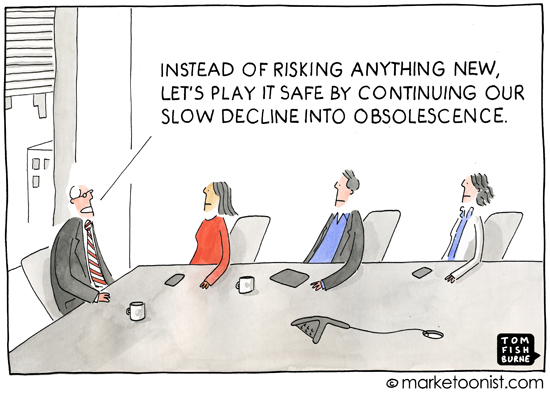 INSTEAD OF RISKING ANYTHING NEW,
LET'S PLAY IT SAFE BY CONTINUING OUR
SLOW DECLINE INTO OBSOLESCENCE.
TOM
FISH
BURNE
© marketoonist.com